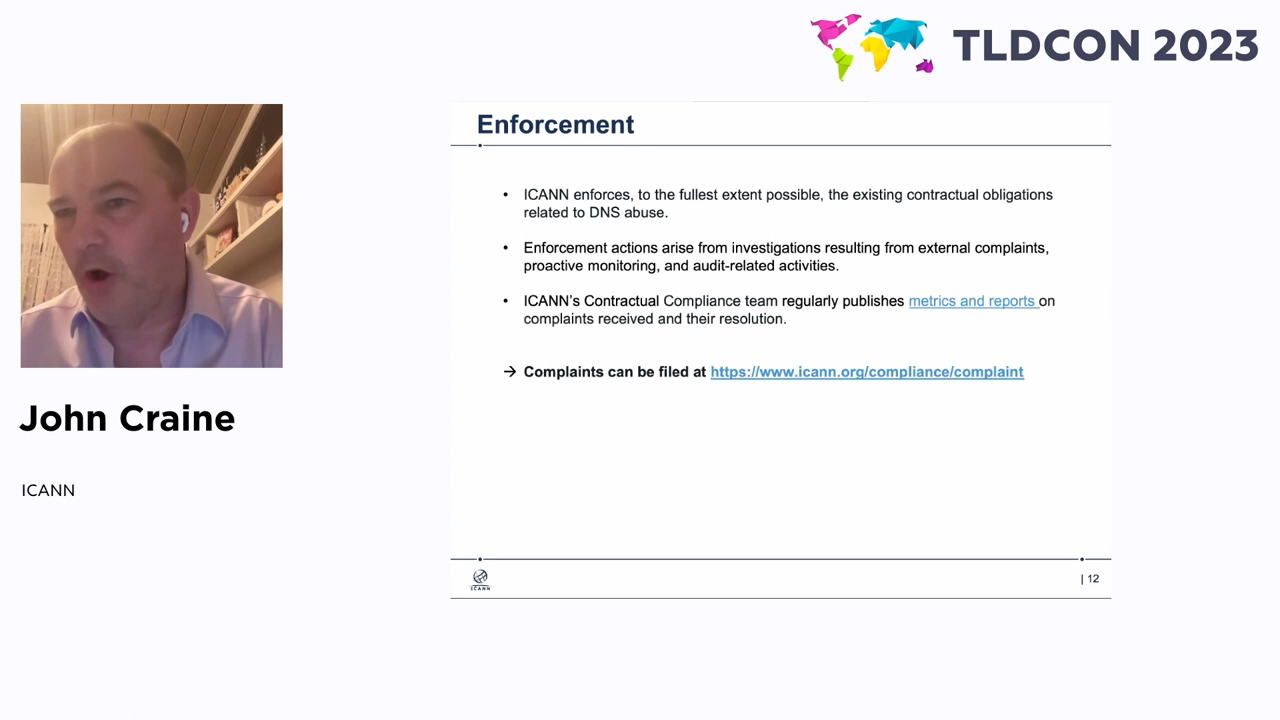 TLDCON 2023
Enforcement
• ICANN enforces, to the fullest extent possible, the existing contractual obligations
related to DNS abuse.
• Enforcement actions arise from investigations resulting from external complaints,
proactive monitoring, and audit-related activities.
• ICANN’s Contractual Compliance team regularly publishes metrics and reports on
complaints received and their resolution.
→ Complaints can be filed at https://www.icann.org/compliance/complaint
John Craine
ICANN
ICANN
| 12